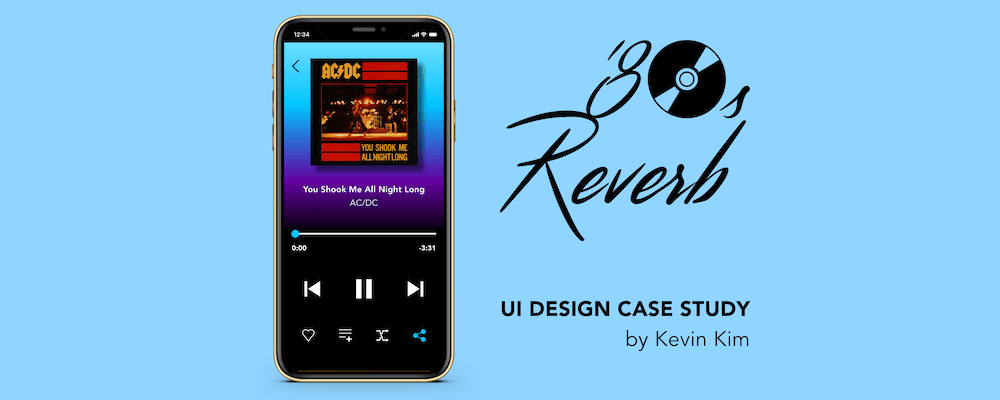 12:34
AC/DC
YOU SHOOK ME
ALL NIGHT LONG
You Shook Me All Night Long
AC/DC
0:00 -3:31
'80s
Reverb
UI DESIGN CASE STUDY
by Kevin Kim